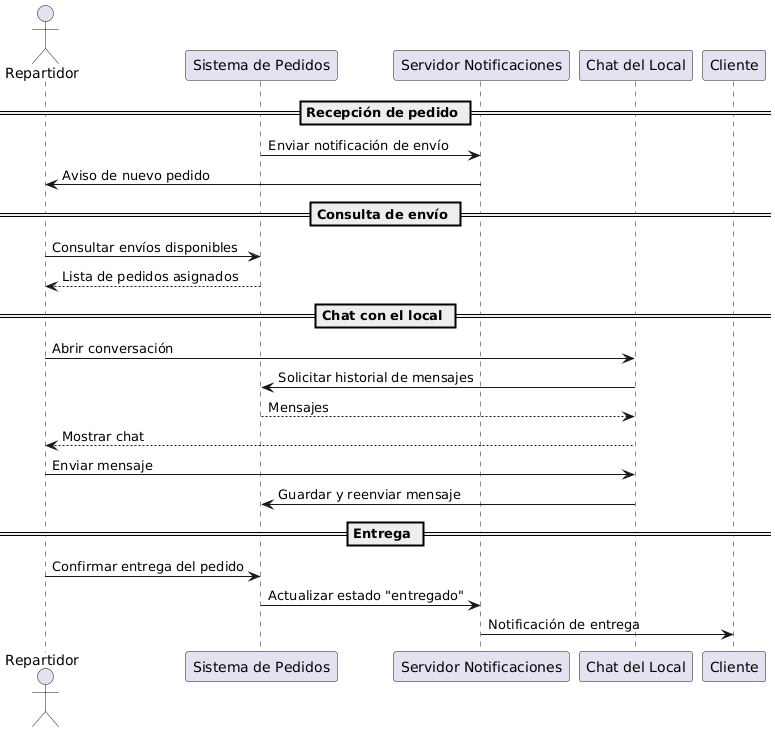 Repartidor
Sistema de Pedidos
Servidor Notificaciones
Chat del Local
Cliente
Recepción de pedido
Enviar notificación de envío
Aviso de nuevo pedido
Consulta de envío
Consultar envíos disponibles
Lista de pedidos asignados
Chat con el local
Abrir conversación
Solicitar historial de mensajes
Mensajes
Mostrar chat
Enviar mensaje
Guardar y reenviar mensaje
Entrega
Confirmar entrega del pedido
Actualizar estado "entregado"
Notificación de entrega
Repartidor
Sistema de Pedidos
Servidor Notificaciones
Chat del Local
Cliente